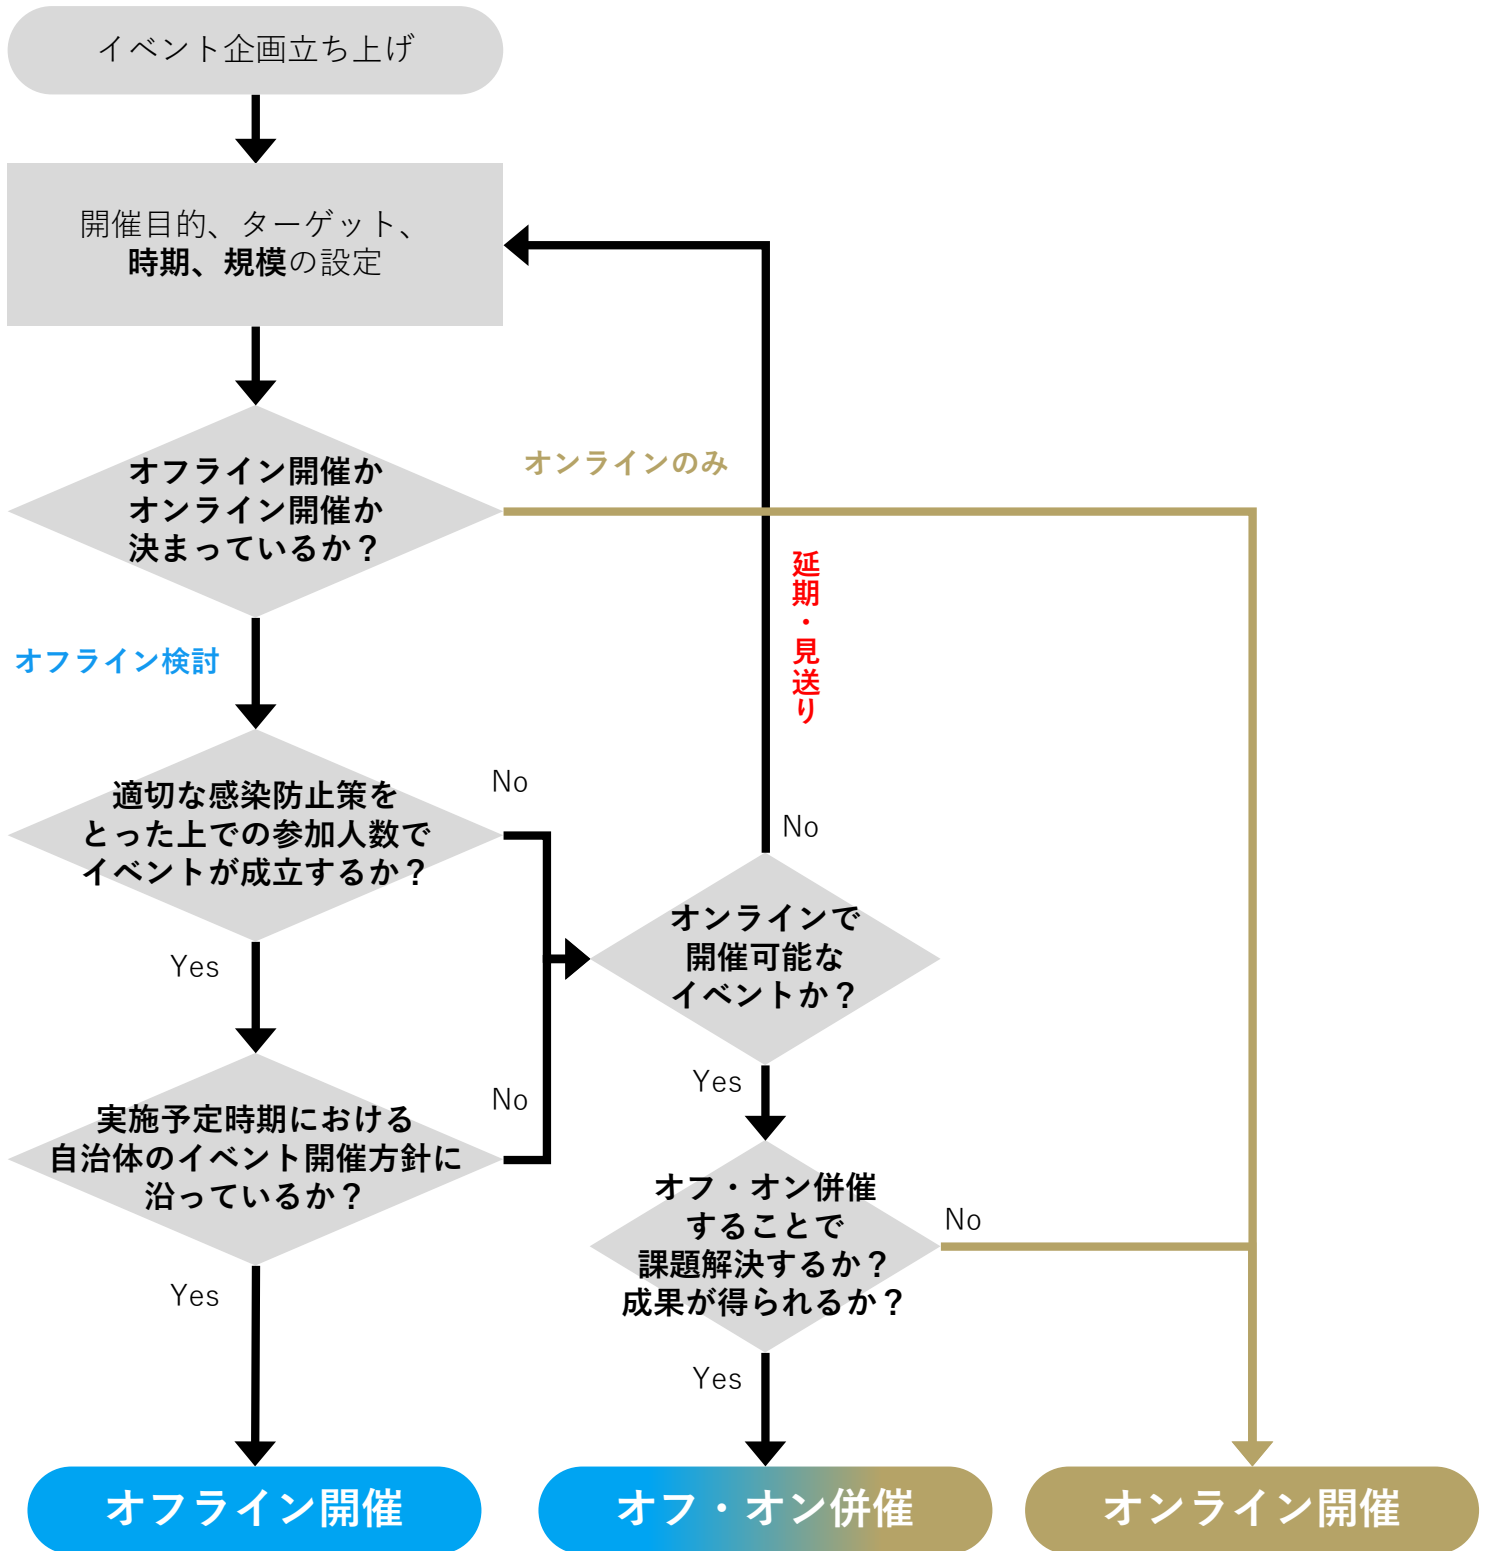 イベント企画立ち上げ
開催目的、ターゲット、
時期、規模の設定
オフライン開催か
オンライン開催か
決まっているか？
オンラインのみ
延期・見送り
オフライン検討
適切な感染防止策を
とった上での参加人数で
イベントが成立するか？
No
Yes
No
オンラインで
開催可能な
イベントか？
Yes
実施予定時期における
自治体のイベント開催方針に
沿っているか？
No
Yes
オフ・オン併催
することで
課題解決するか？
成果が得られるか？
No
Yes
オフライン開催
オフ・オン併催
オンライン開催